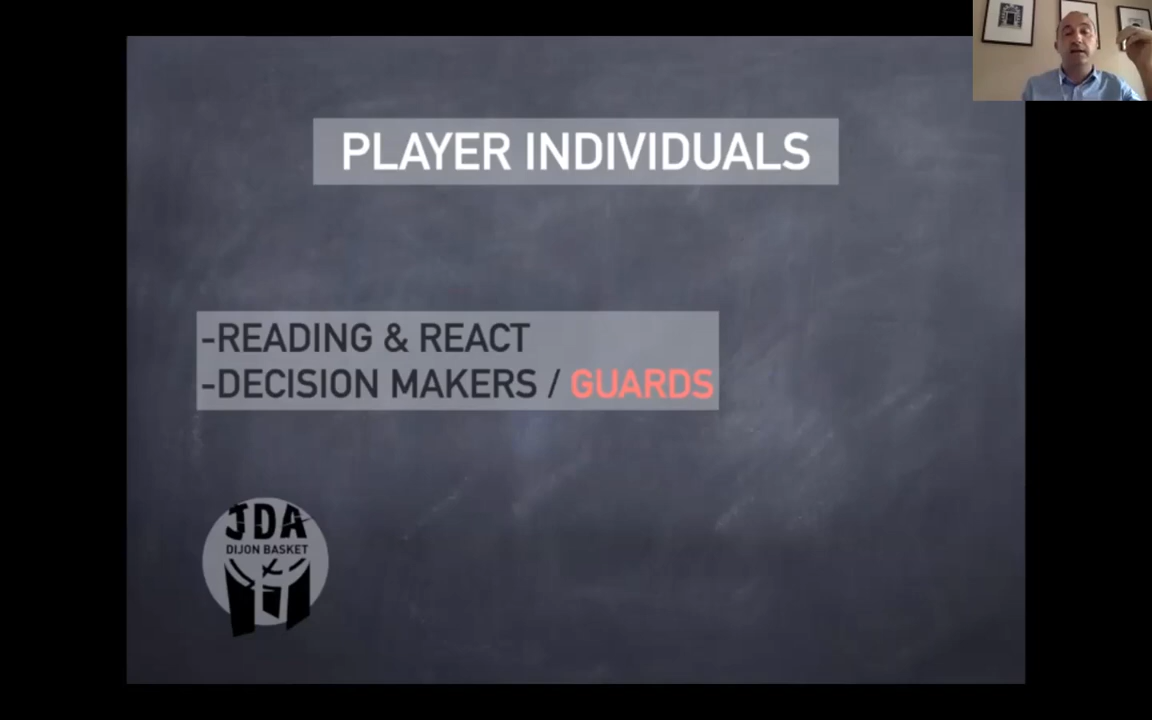 PLAYER INDIVIDUALS
-READING & REACT
-DECISION MAKERS / GUARDS
JDA
DIJON BASKET